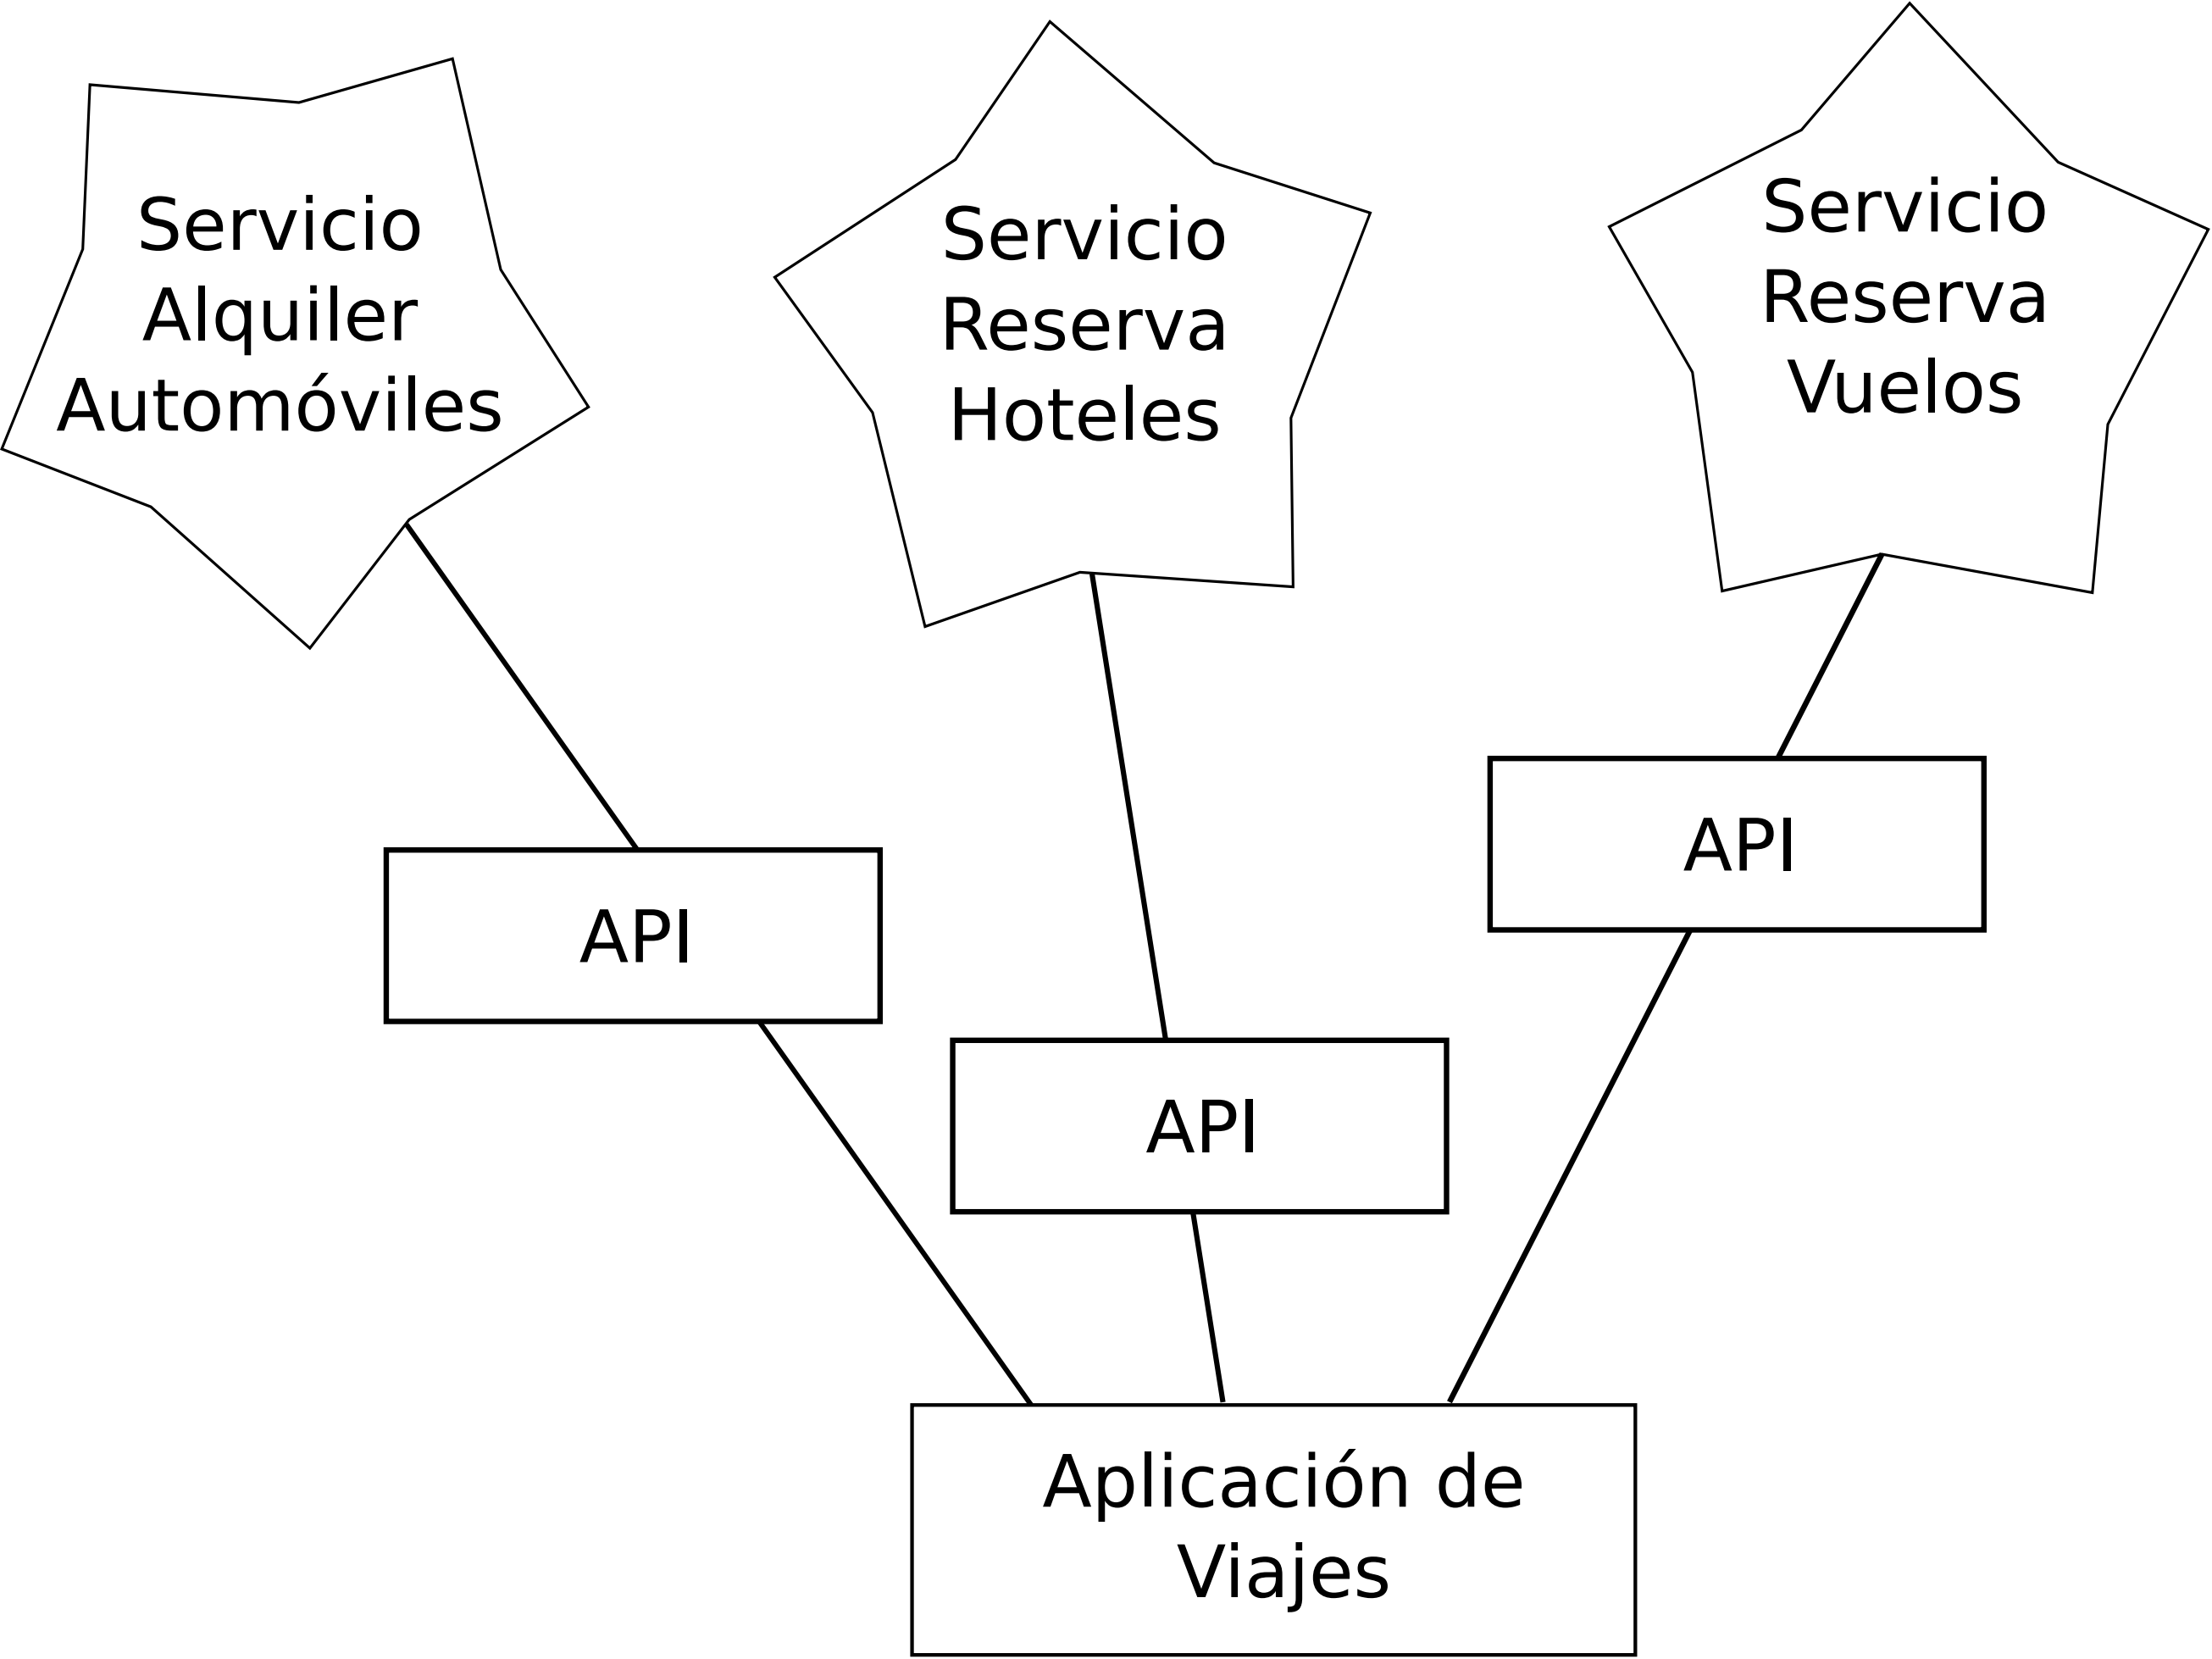 Servicio
Alquiler
Automóviles
Servicio
Reserva
Hoteles
Servicio
Reserva
Vuelos
API
API
API
Aplicación de
Viajes